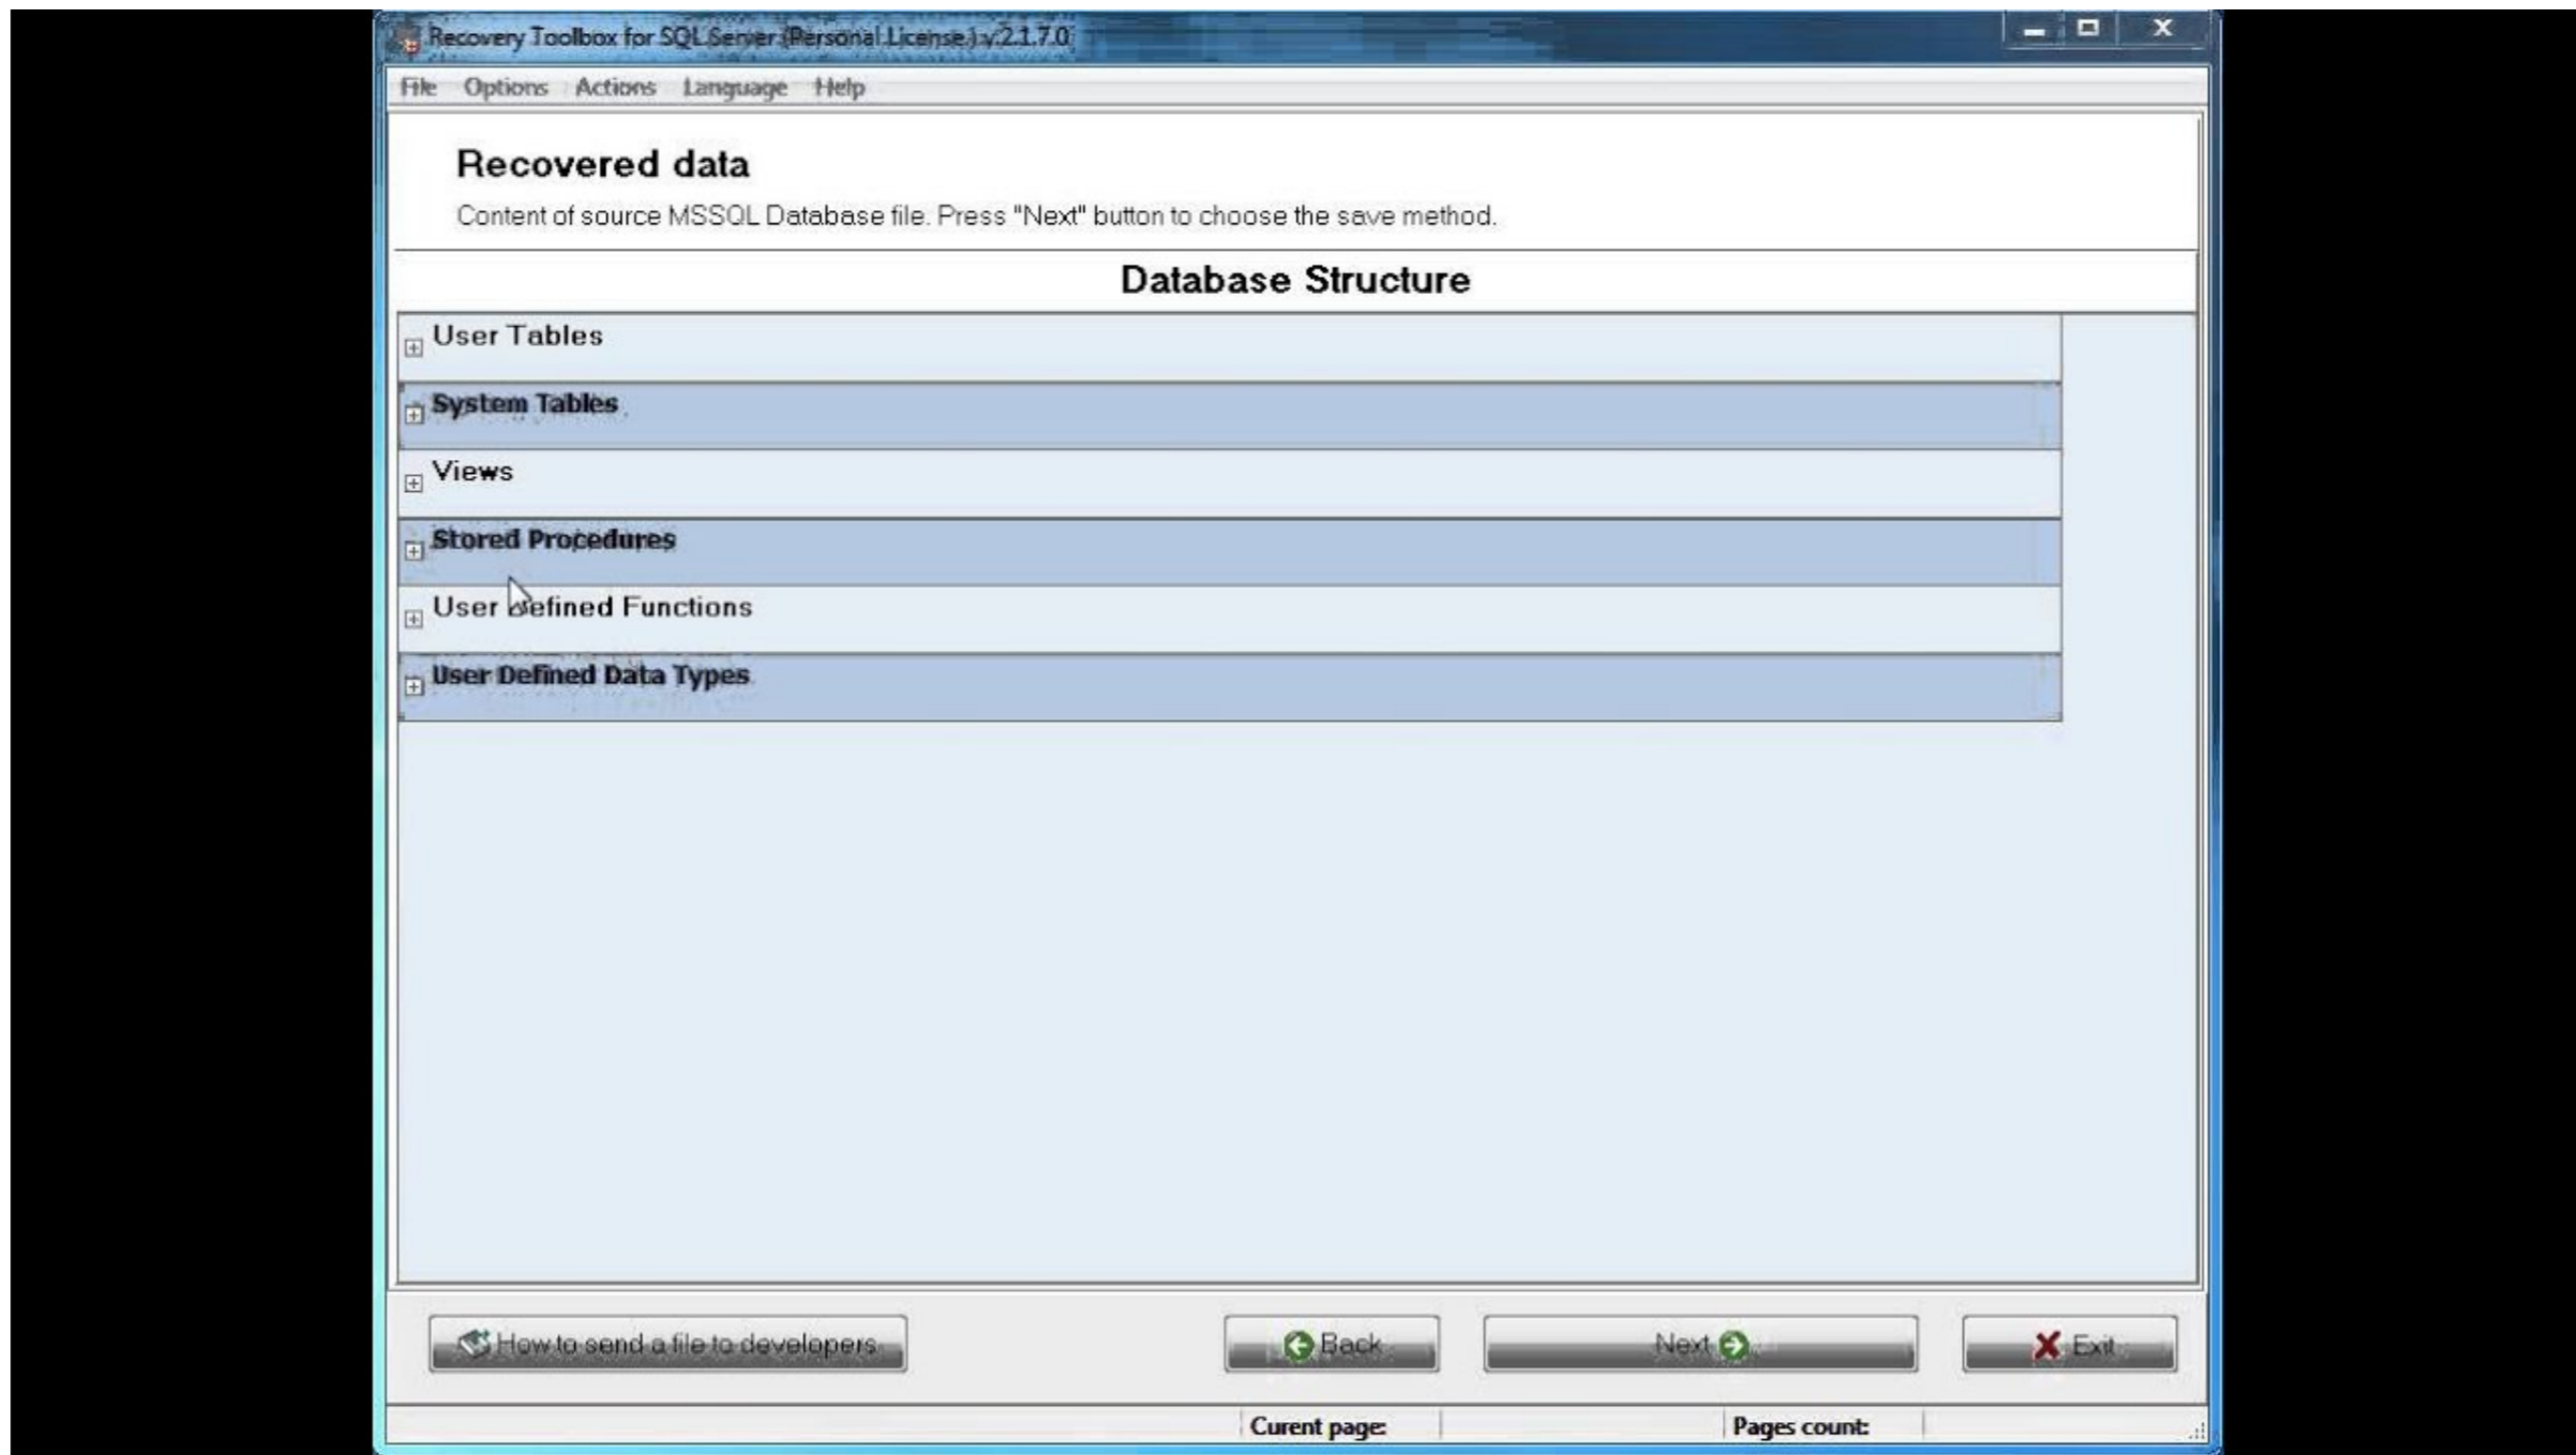 Recovery Toolbox for SQL Server (Personal License.) v.2.1.7.0
File Options Actions Language Help
Recovered data
Content of source MSSQL Database file. Press "Next" button to choose the save method.
Database Structure
User Tables
System Tables
Views
Stored Procedures
User Defined Functions
User Defined Data Types
How to send a file to developers Back Next Exit
Curent page: Pages count: